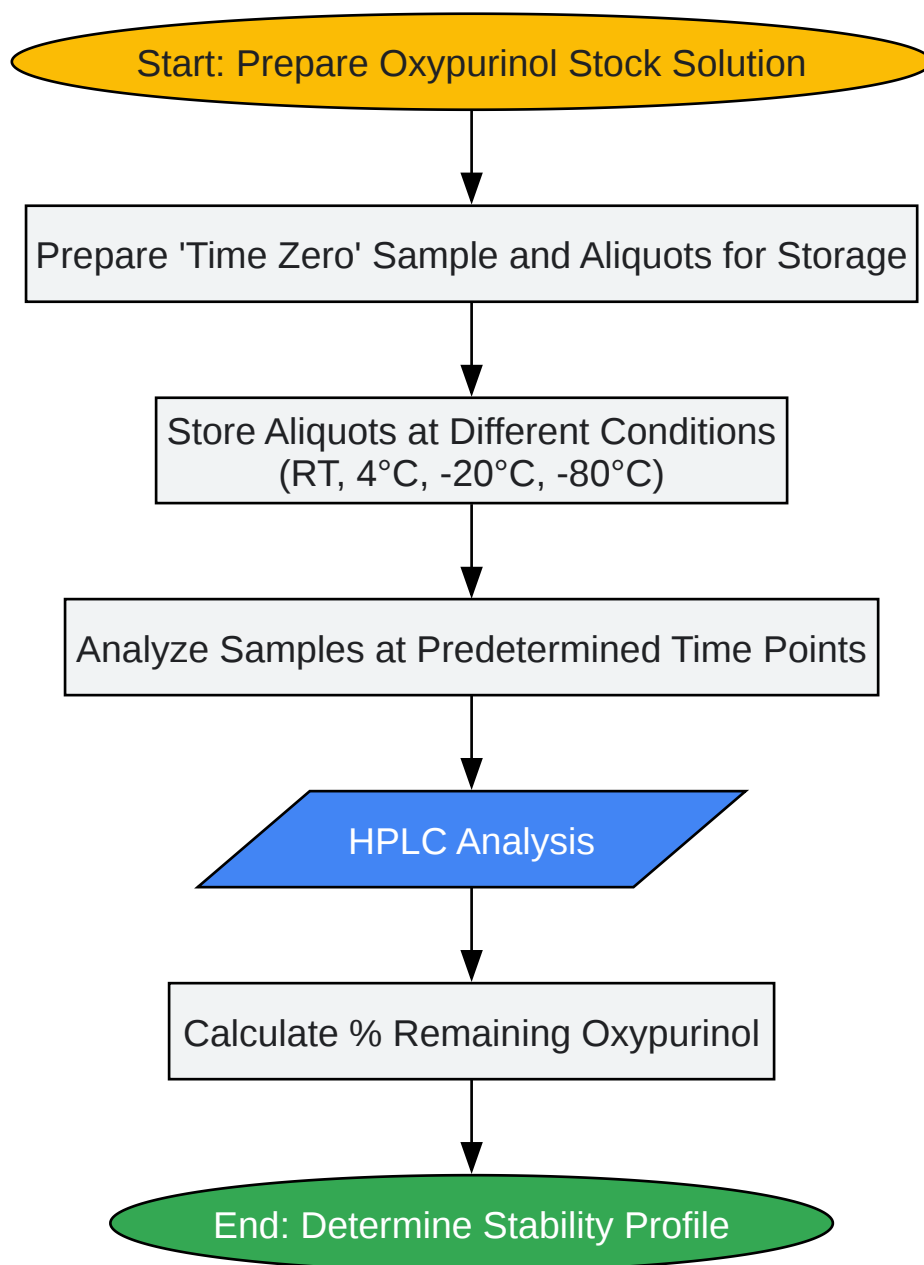 Start: Prepare Oxypurinol Stock Solution
Prepare 'Time Zero' Sample and Aliquots for Storage
Store Aliquots at Different Conditions
(RT, 4°C, -20°C, -80°C)
Analyze Samples at Predetermined Time Points
HPLC Analysis
Calculate % Remaining Oxypurinol
End: Determine Stability Profile